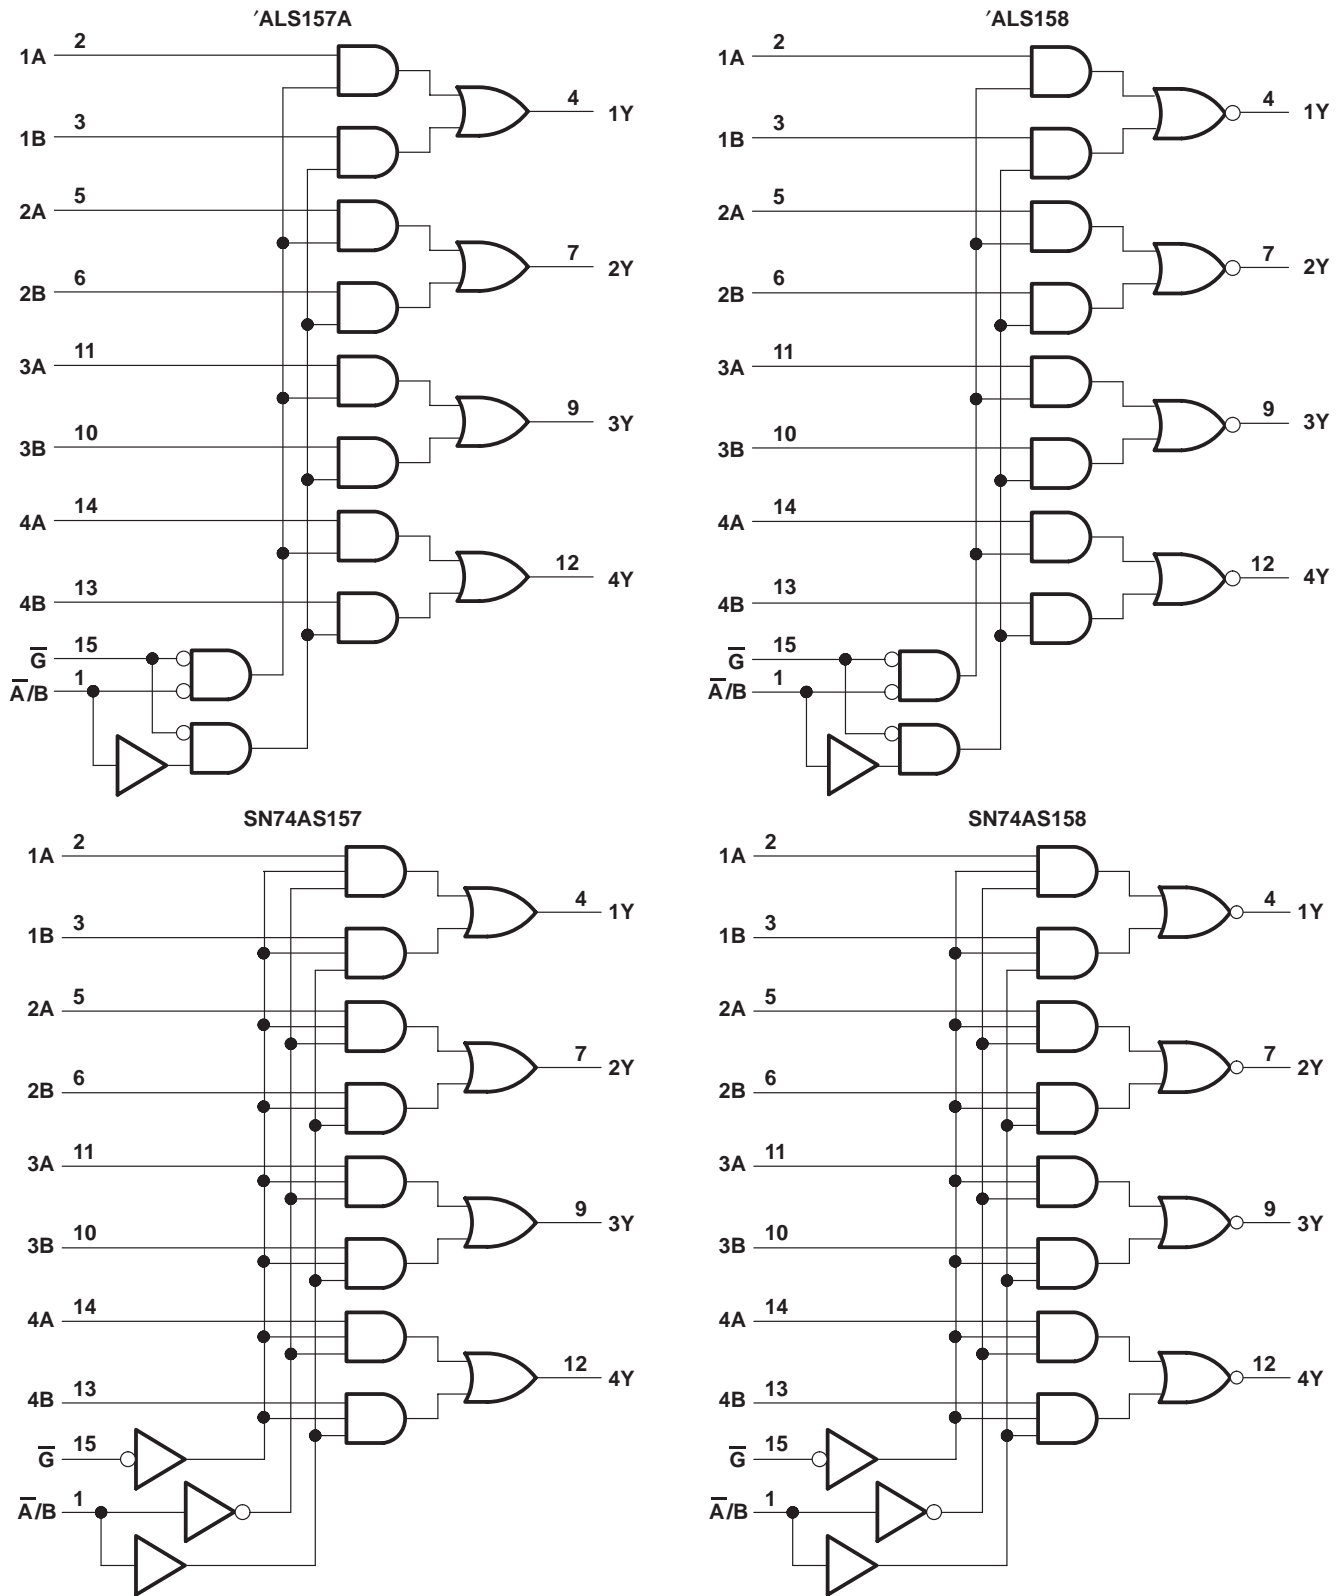 ′ALS157A
1A 2
4 1Y
1B 3
2A 5
7 2Y
2B 6
3A 11
9 3Y
3B 10
4A 14
12 4Y
4B 13
G̅ 15
A̅/B 1
′ALS158
1A 2
4 1Y
1B 3
2A 5
7 2Y
2B 6
3A 11
9 3Y
3B 10
4A 14
12 4Y
4B 13
G̅ 15
A̅/B 1
SN74AS157
1A 2
4 1Y
1B 3
2A 5
7 2Y
2B 6
3A 11
9 3Y
3B 10
4A 14
12 4Y
4B 13
G̅ 15
A̅/B 1
SN74AS158
1A 2
4 1Y
1B 3
2A 5
7 2Y
2B 6
3A 11
9 3Y
3B 10
4A 14
12 4Y
4B 13
G̅ 15
A̅/B 1